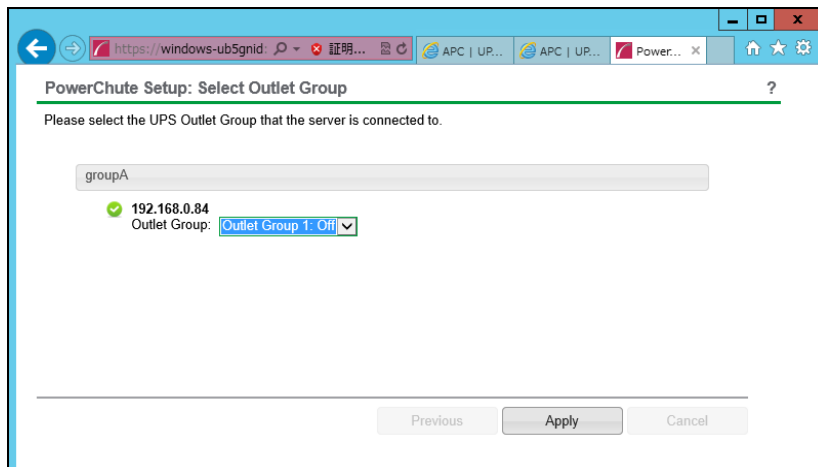 https://windows-ub5gnid: 証明... APC | UP... APC | UP... Power...
PowerChute Setup: Select Outlet Group ?
Please select the UPS Outlet Group that the server is connected to.
groupA
192.168.0.84
Outlet Group: Outlet Group 1: Off
Previous Apply Cancel